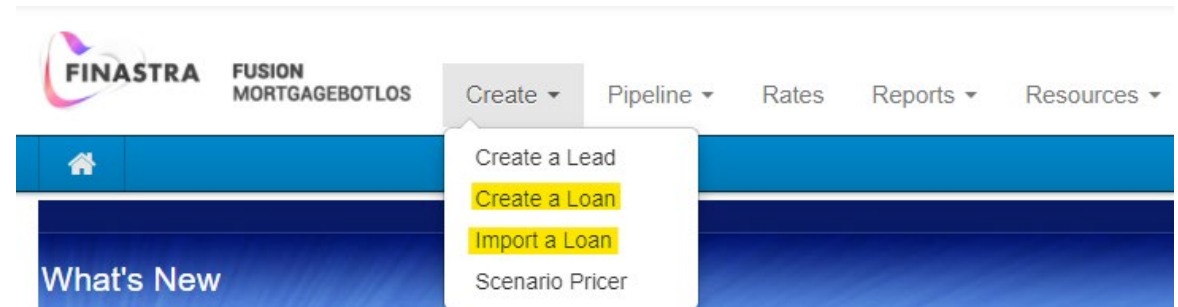 FINASTRA
FUSION
MORTGAGEBOTLOS
Create Pipeline Rates Reports Resources
Create a Lead
Create a Loan
Import a Loan
Scenario Pricer
What's New